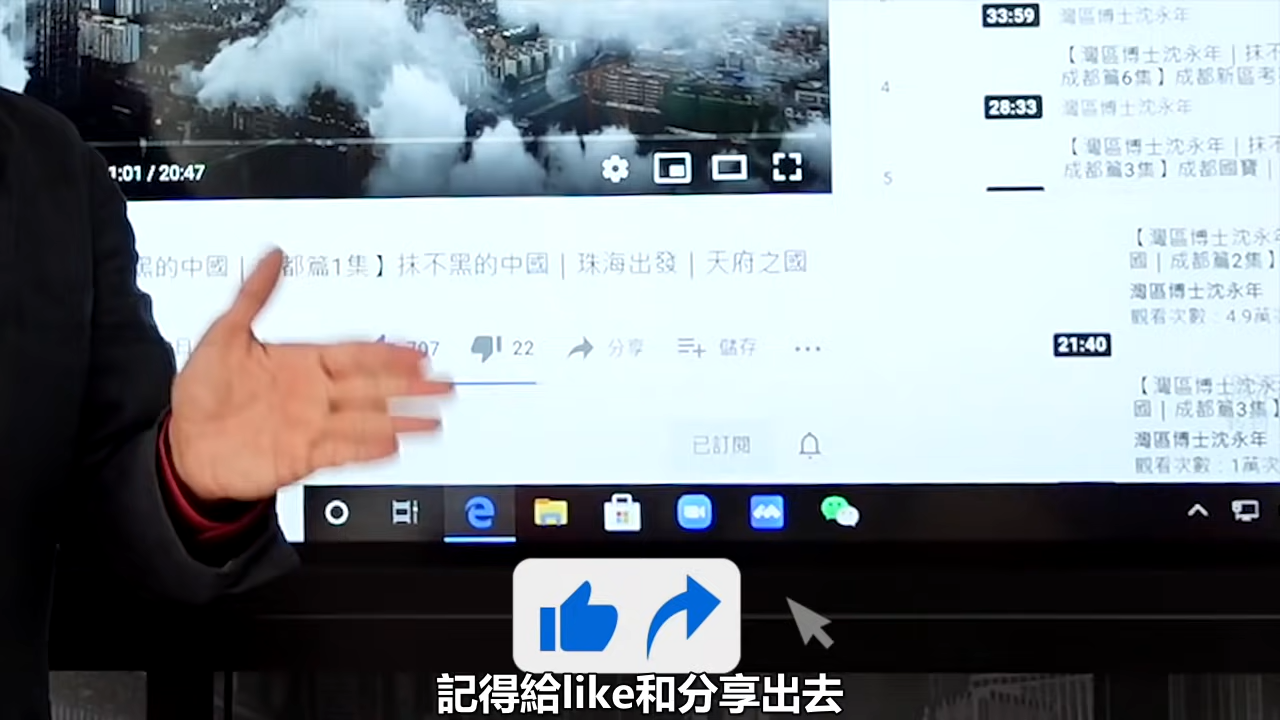 33:59
灣區博士沈永年
【灣區博士沈永年｜抹不
成都篇6集】成都新區考
4
28:33
灣區博士沈永年
【灣區博士沈永年｜抹不
成都篇3集】成都國寶｜
5
1:01 / 20:47
黑的中國｜ 都篇1集】抹不黑的中國｜珠海出發｜天府之國
【灣區博士沈永年
國｜成都篇2集】
灣區博士沈永年
觀看次數：4.9萬次
21:40
日
797 22 分享 儲存
【灣區博士沈永
國｜成都篇3集】
灣區博士沈永年
觀看次數：1萬次
已訂閱
記得給like和分享出去